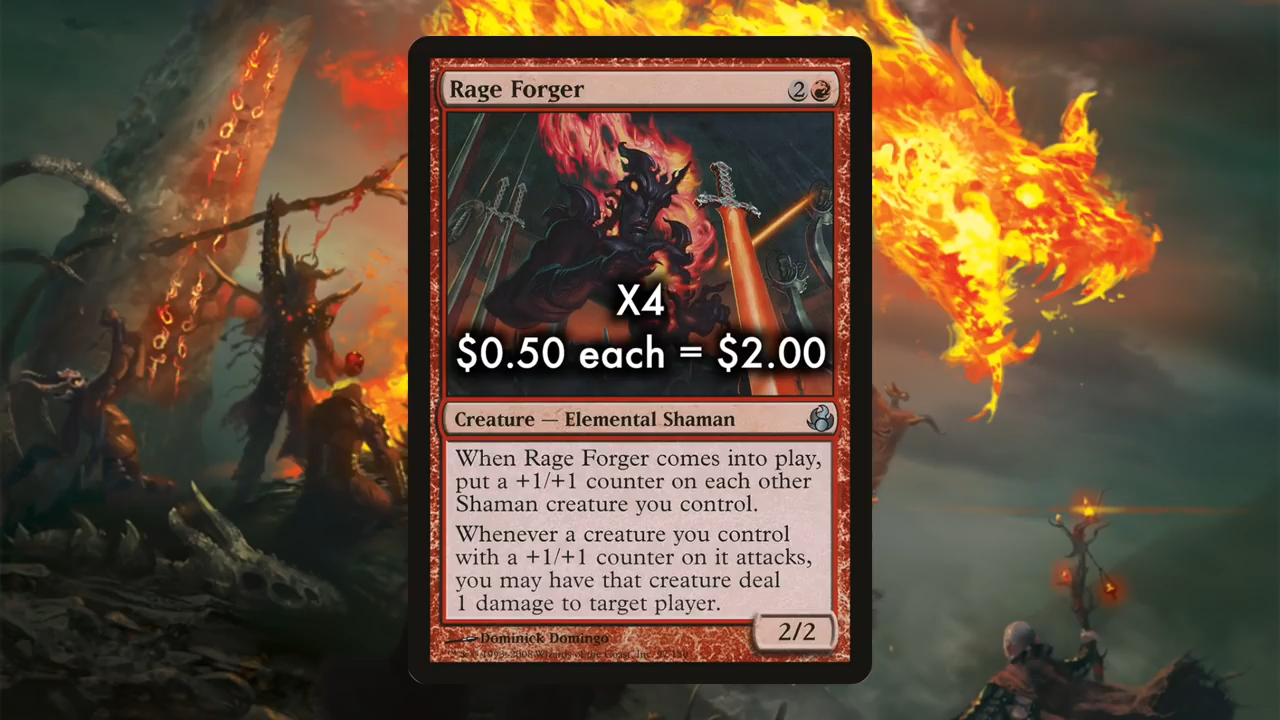 Rage Forger 2
X4
$0.50 each = $2.00
Creature — Elemental Shaman
When Rage Forger comes into play,
put a +1/+1 counter on each other
Shaman creature you control.
Whenever a creature you control
with a +1/+1 counter on it attacks,
you may have that creature deal
1 damage to target player.
2/2
Dominick Domingo